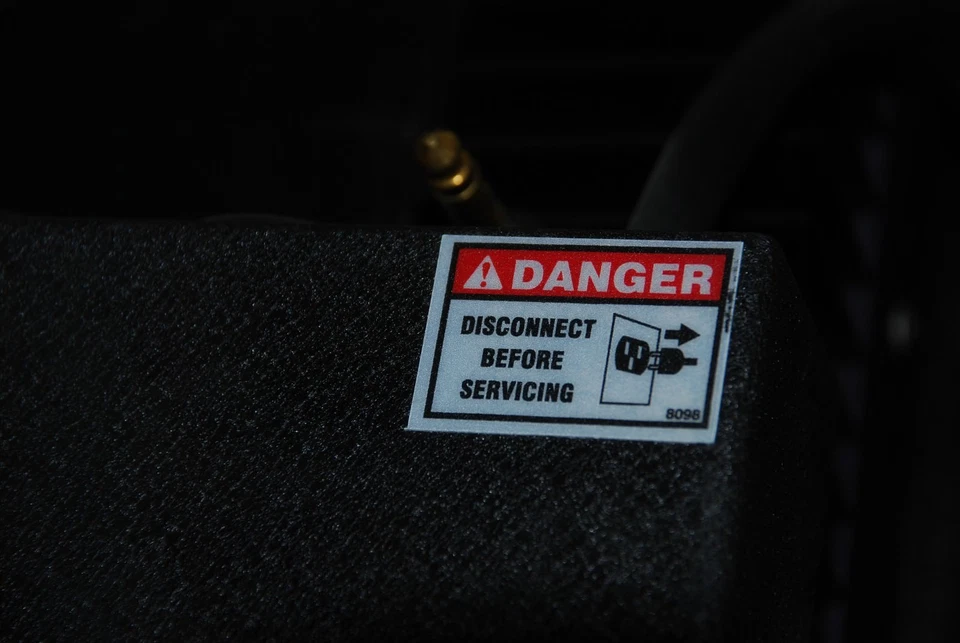 DANGER
DISCONNECT
BEFORE
SERVICING
8098